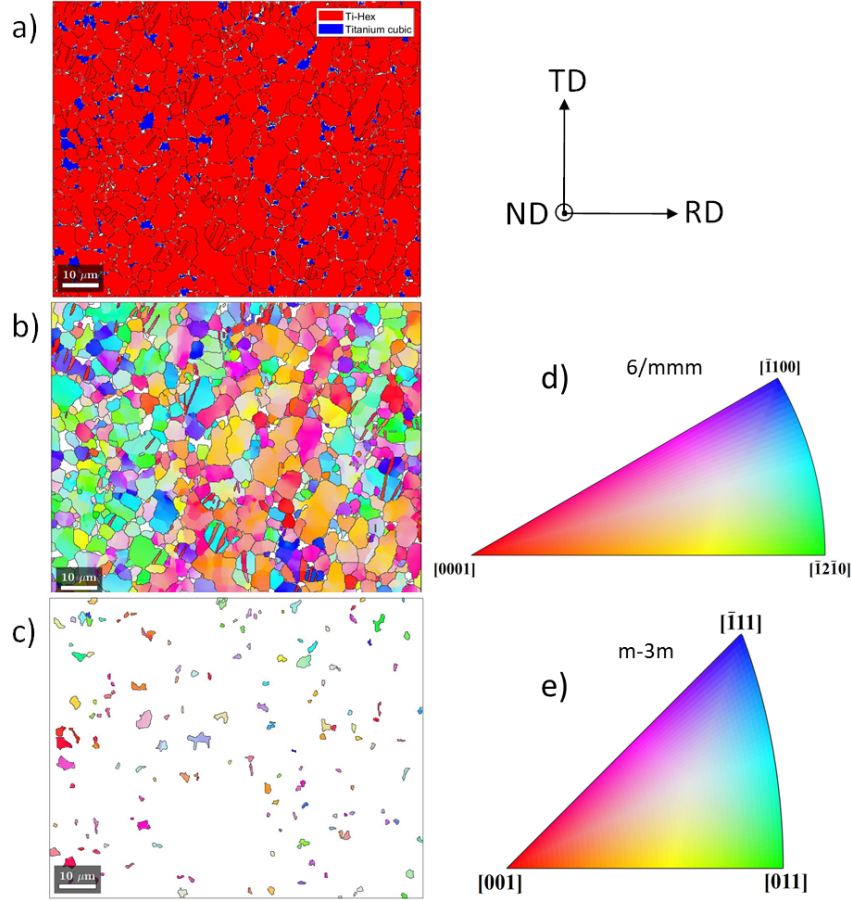 a)
Ti-Hex
Titanium cubic
10 μm
TD
ND
RD
b)
10 μm
d)
6/mmm
[1̄100]
[0001]
[1̄21̄0]
c)
10 μm
e)
m-3m
[1̄11]
[001]
[011]